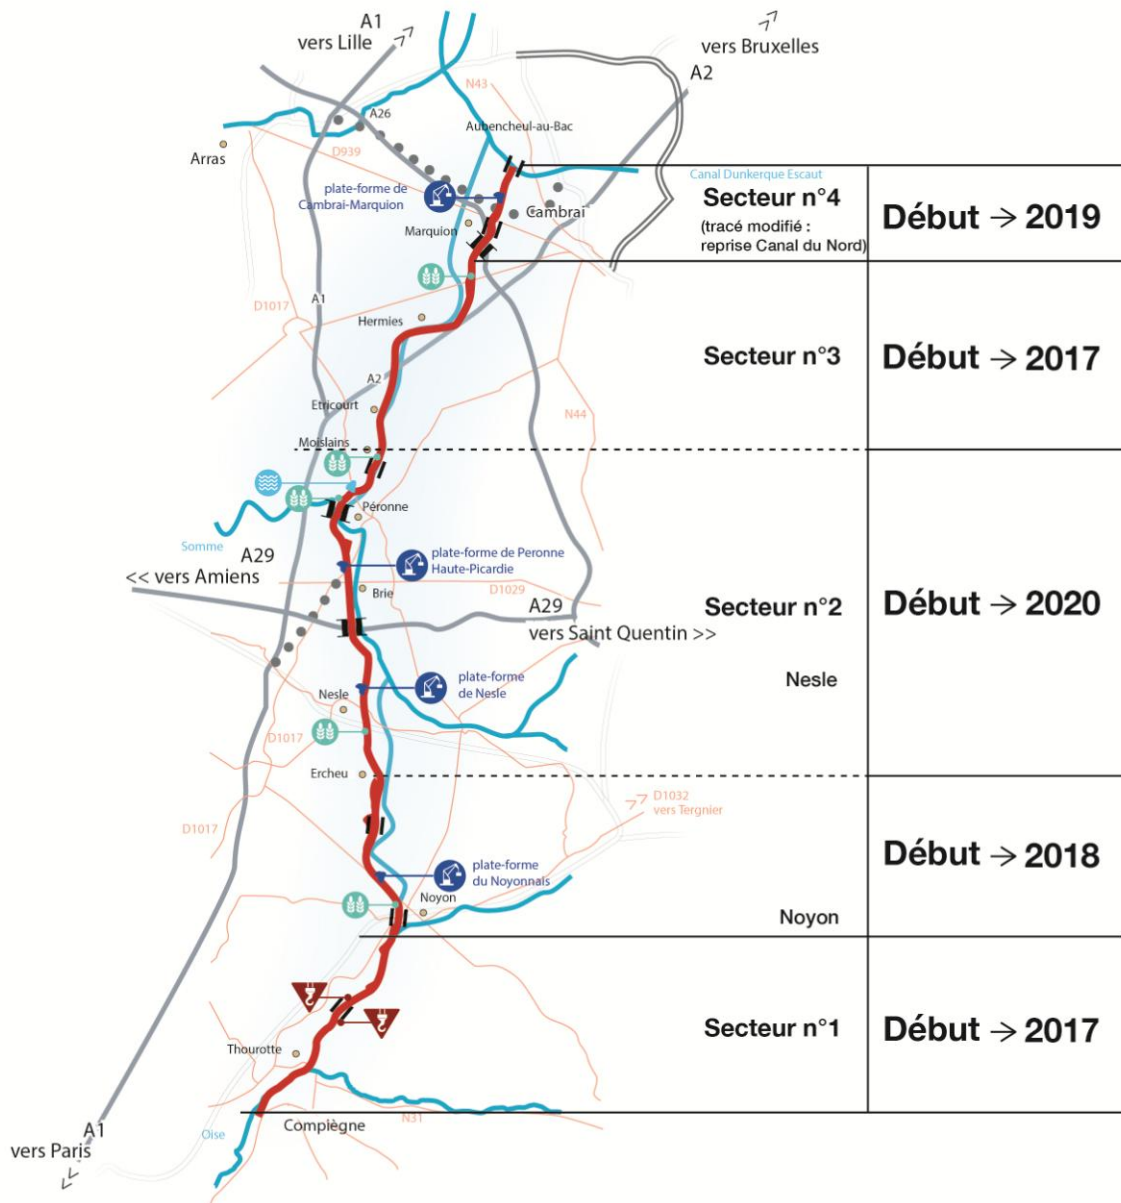 A1
vers Lille
vers Bruxelles
A2
N43
A26
Aubencheul-au-Bac
D939
Arras
Canal Dunkerque Escaut
plate-forme de
Cambrai-Marquion
Cambrai
Marquion
Secteur n°4
(tracé modifié :
reprise Canal du Nord)
Début → 2019
A1
D1017
Hermies
Secteur n°3
Début → 2017
A2
Etricourt
N44
Moislains
Péronne
Somme
A29
<< vers Amiens
plate-forme de Peronne
Haute-Picardie
D1029
Brie
A29
vers Saint Quentin >>
Secteur n°2
Début → 2020
plate-forme
de Nesle
Nesle
Nesle
D1017
Ercheu
D1032
vers Tergnier
D1017
plate-forme
du Noyonnais
Début → 2018
Noyon
Noyon
Secteur n°1
Début → 2017
Thourotte
Complègne
N31
Oise
A1
vers Paris